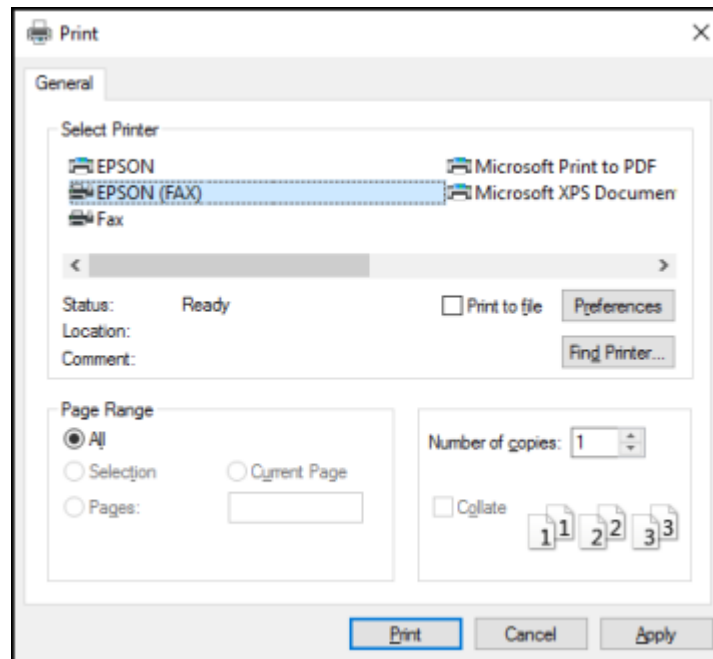 Print
General
Select Printer
EPSON
Microsoft Print to PDF
EPSON (FAX)
Microsoft XPS Documen
Fax
Status: Ready
Print to file
Preferences
Location:
Comment:
Find Printer...
Page Range
All
Selection
Current Page
Pages:
Number of copies: 1
Collate
1 1 2 2 3 3
Print
Cancel
Apply